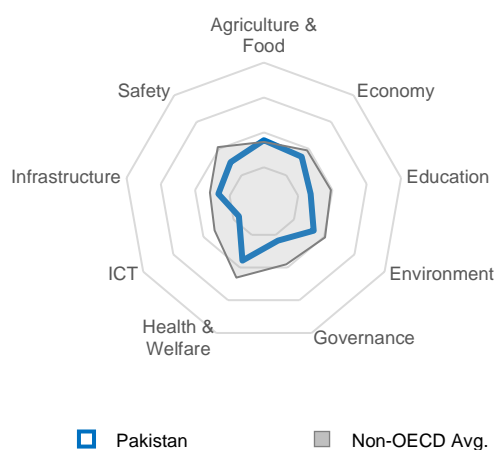 Agriculture &
Food
Safety
Economy
Infrastructure
Education
ICT
Environment
Health &
Welfare
Governance
Pakistan
Non-OECD Avg.